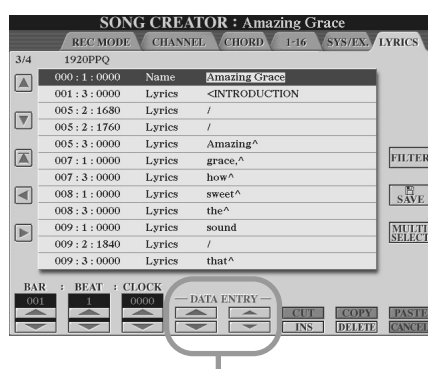 SONG CREATOR : Amazing Grace
REC MODE CHANNEL CHORD 1-16 SYS/EX. LYRICS
3/4 1920PPQ
000 : 1 : 0000 Name Amazing Grace
001 : 3 : 0000 Lyrics <INTRODUCTION
005 : 2 : 1680 Lyrics /
005 : 2 : 1760 Lyrics /
005 : 3 : 0000 Lyrics Amazing^
007 : 1 : 0000 Lyrics grace,^
007 : 3 : 0000 Lyrics how^
008 : 1 : 0000 Lyrics sweet^
008 : 3 : 0000 Lyrics the^
009 : 1 : 0000 Lyrics sound
009 : 2 : 1840 Lyrics /
009 : 3 : 0000 Lyrics that^
FILTER
SAVE
MULTI
SELECT
BAR : BEAT : CLOCK
001 1 0000
DATA ENTRY
CUT COPY PASTE
INS DELETE CANCEL